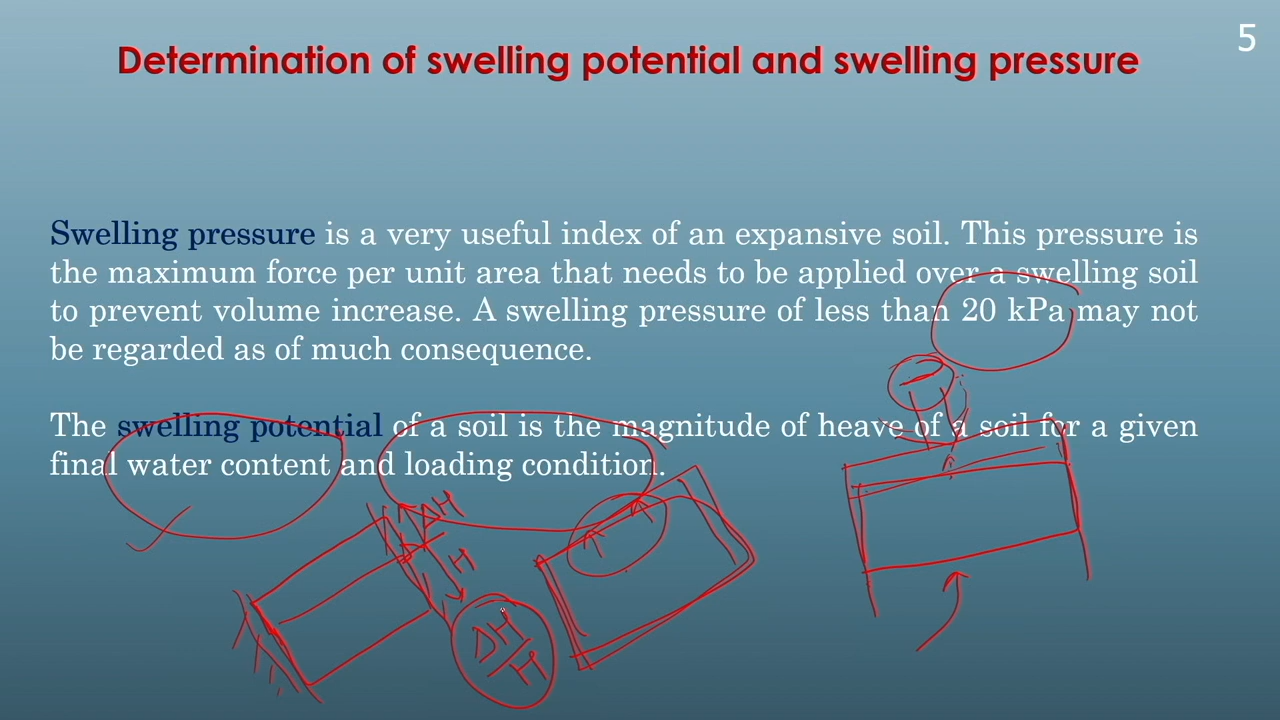 5
Determination of swelling potential and swelling pressure
Swelling pressure is a very useful index of an expansive soil. This pressure is
the maximum force per unit area that needs to be applied over a swelling soil
to prevent volume increase. A swelling pressure of less than 20 kPa may not
be regarded as of much consequence.
The swelling potential of a soil is the magnitude of heave of a soil for a given
final water content and loading condition.
ΔH
H
ΔH
H